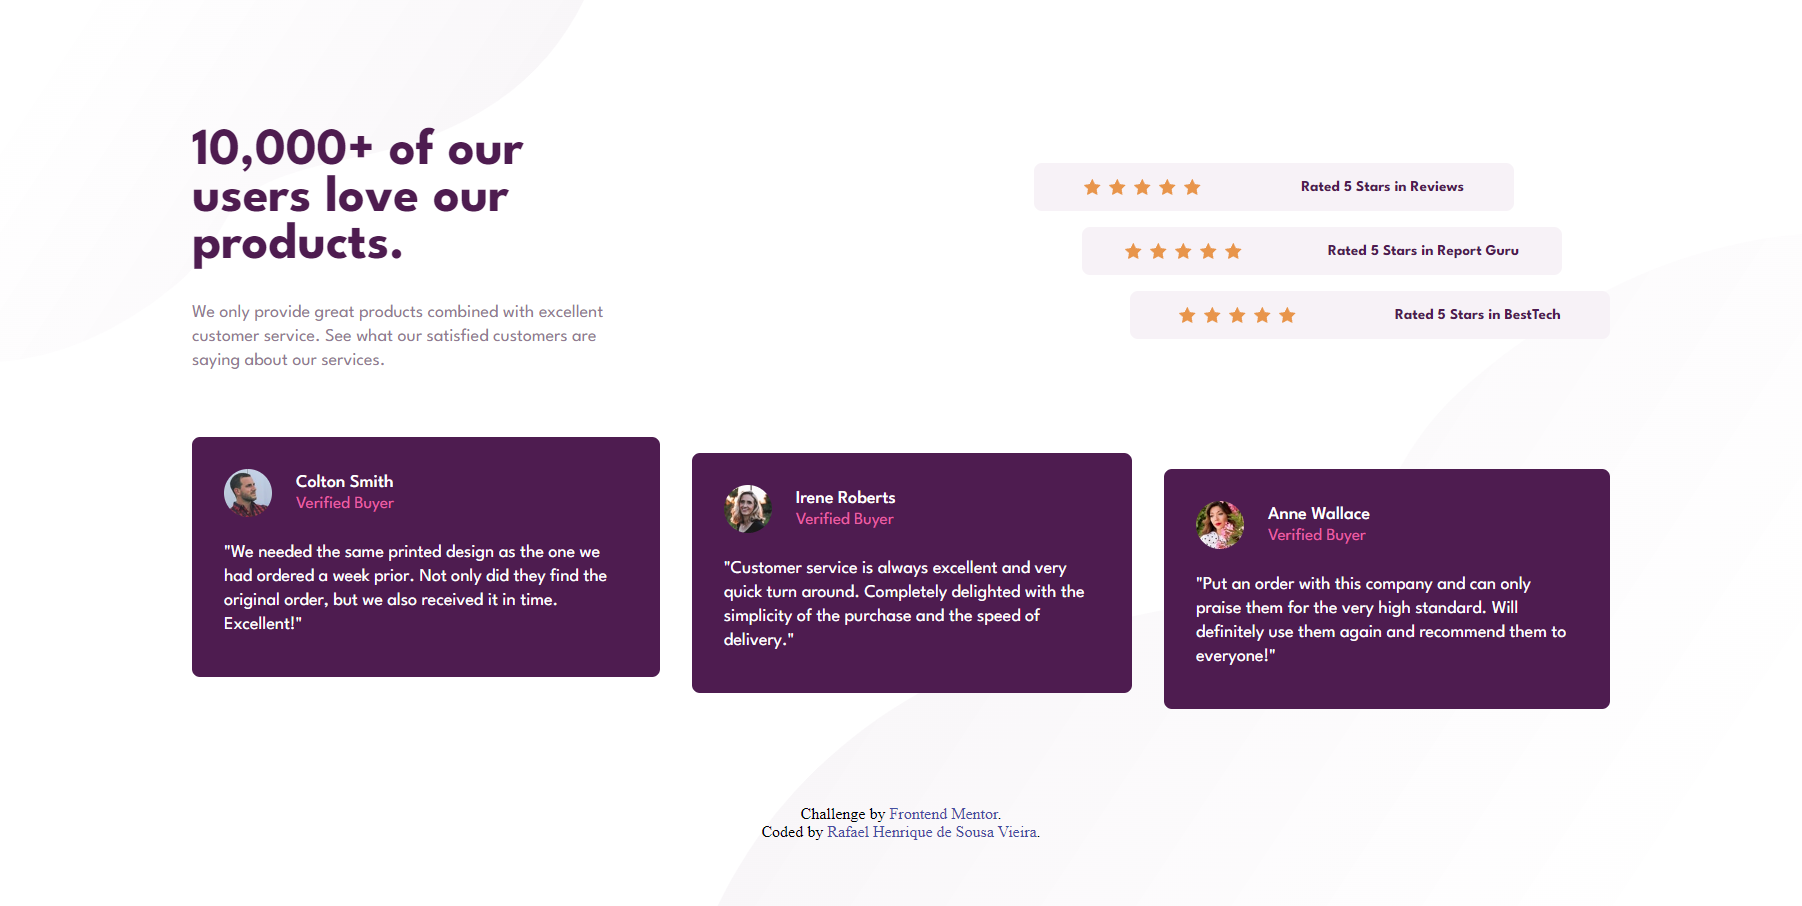 10,000+ of our
users love our
products.
We only provide great products combined with excellent
customer service. See what our satisfied customers are
saying about our services.
Rated 5 Stars in Reviews
Rated 5 Stars in Report Guru
Rated 5 Stars in BestTech
Colton Smith
Verified Buyer
"We needed the same printed design as the one we
had ordered a week prior. Not only did they find the
original order, but we also received it in time.
Excellent!"
Irene Roberts
Verified Buyer
"Customer service is always excellent and very
quick turn around. Completely delighted with the
simplicity of the purchase and the speed of
delivery."
Anne Wallace
Verified Buyer
"Put an order with this company and can only
praise them for the very high standard. Will
definitely use them again and recommend them to
everyone!"
Challenge by Frontend Mentor.
Coded by Rafael Henrique de Sousa Vieira.